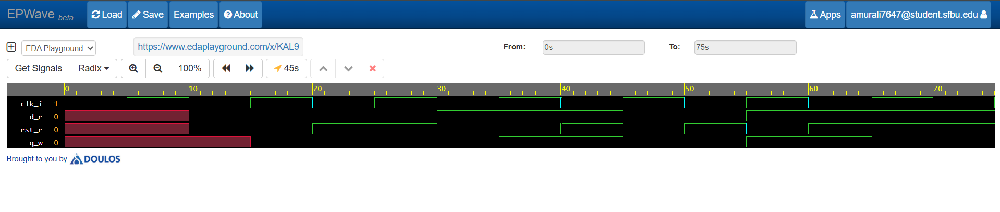 EPWave beta Load Save Examples About Apps amurali7647@student.sfbu.edu
EDA Playground https://www.edaplayground.com/x/KAL9 From: 0s To: 75s
Get Signals Radix 100% 45s
0 10 20 30 40 50 60 70
clk_i 1
d_r 0
rst_r 0
q_w 0
Brought to you by DOULOS